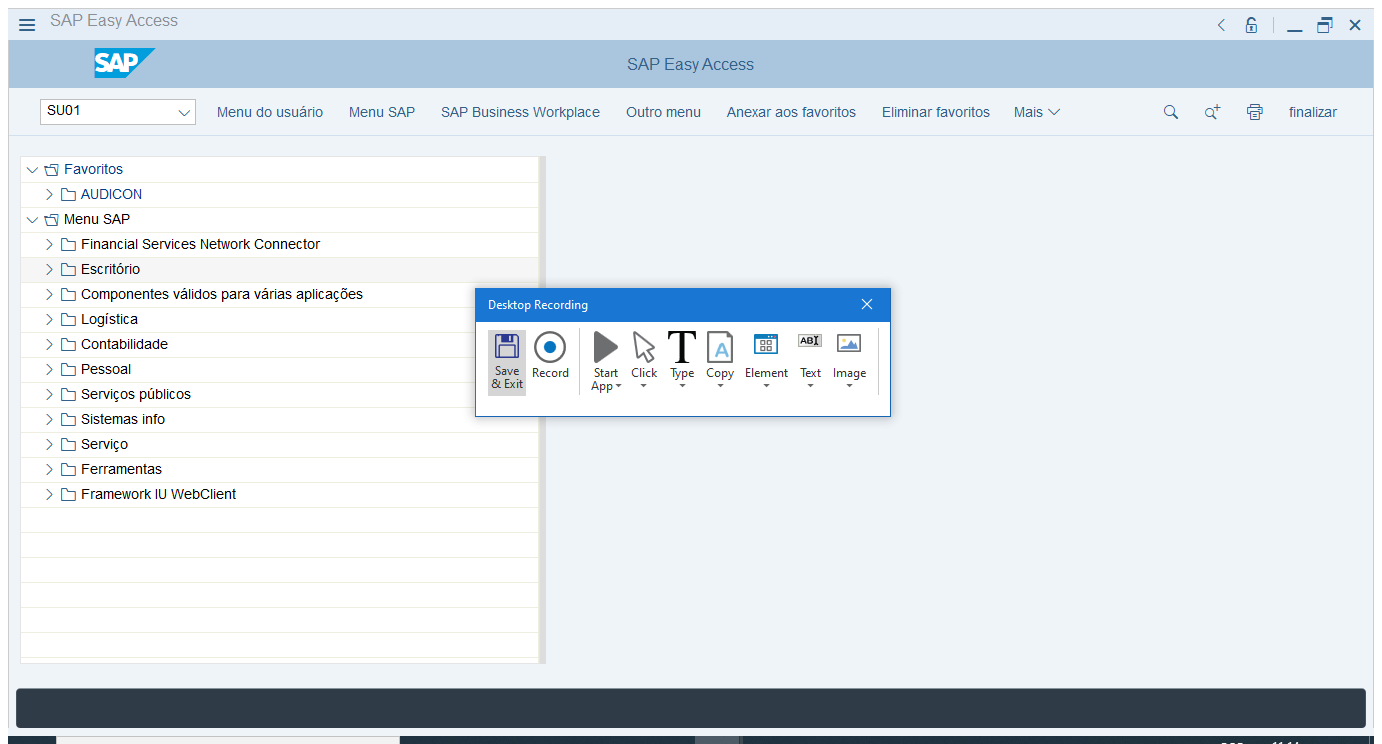 SAP Easy Access
SAP
SAP Easy Access
SU01
Menu do usuário
Menu SAP
SAP Business Workplace
Outro menu
Anexar aos favoritos
Eliminar favoritos
Mais
finalizar
Favoritos
AUDICON
Menu SAP
Financial Services Network Connector
Escritório
Componentes válidos para várias aplicações
Logística
Contabilidade
Pessoal
Serviços públicos
Sistemas info
Serviço
Ferramentas
Framework IU WebClient
Desktop Recording
Save
& Exit
Record
Start
App
Click
Type
Copy
Element
Text
Image